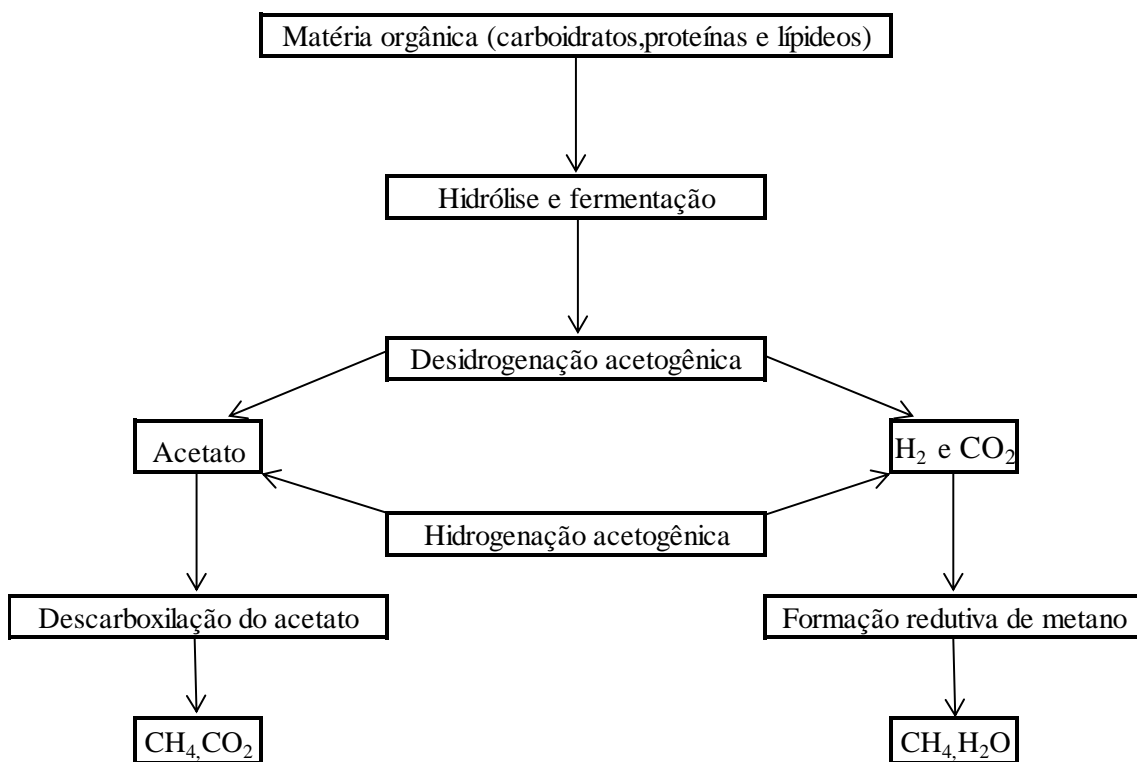 Matéria orgânica (carboidratos,proteínas e lípideos)
Hidrólise e fermentação
Desidrogenação acetogênica
Acetato
H₂ e CO₂
Hidrogenação acetogênica
Descarboxilação do acetato
Formação redutiva de metano
CH₄,CO₂
CH₄,H₂O